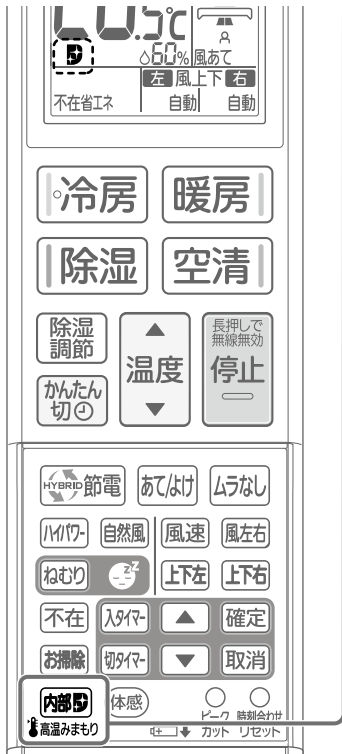 .5℃
60% 風あて
左 風上下 右
不在省エネ 自動 自動
冷房 暖房
除湿 空清
除湿調節
温度
長押しで
無線無効
停止
かんたん
切
HYBRID 節電 あて/よけ ムラなし
ハイパワー 自然風 風速 風左右
ねむり zzZ 上下左 上下右
不在 入タイマー ▲ 確定
お掃除 切タイマー ▼ 取消
内部 体感
高温みまもり
ピーク 時刻合わせ
カット リセット